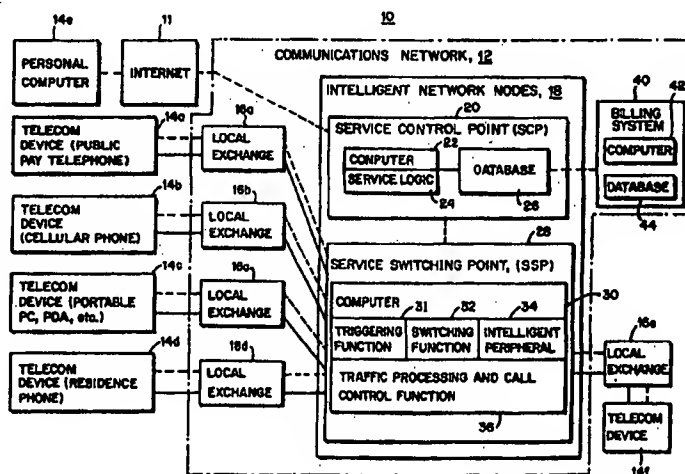 10
14e
PERSONAL
COMPUTER
11
INTERNET
COMMUNICATIONS NETWORK, 12
INTELLIGENT NETWORK NODES, 18
20
SERVICE CONTROL POINT (SCP)
22
COMPUTER
SERVICE LOGIC
24
DATABASE
26
40
BILLING
SYSTEM
42
COMPUTER
DATABASE
44
14a
TELECOM
DEVICE (PUBLIC
PAY TELEPHONE)
16a
LOCAL
EXCHANGE
14b
TELECOM
DEVICE
(CELLULAR PHONE)
16b
LOCAL
EXCHANGE
14c
TELECOM
DEVICE (PORTABLE
PC, PDA, etc.)
16c
LOCAL
EXCHANGE
14d
TELECOM
DEVICE (RESIDENCE
PHONE)
16d
LOCAL
EXCHANGE
28
SERVICE SWITCHING POINT, (SSP)
COMPUTER
31
32
34
30
TRIGGERING
FUNCTION
SWITCHING
FUNCTION
INTELLIGENT
PERIPHERAL
TRAFFIC PROCESSING AND CALL
CONTROL FUNCTION
36
16e
LOCAL
EXCHANGE
TELECOM
DEVICE
14f